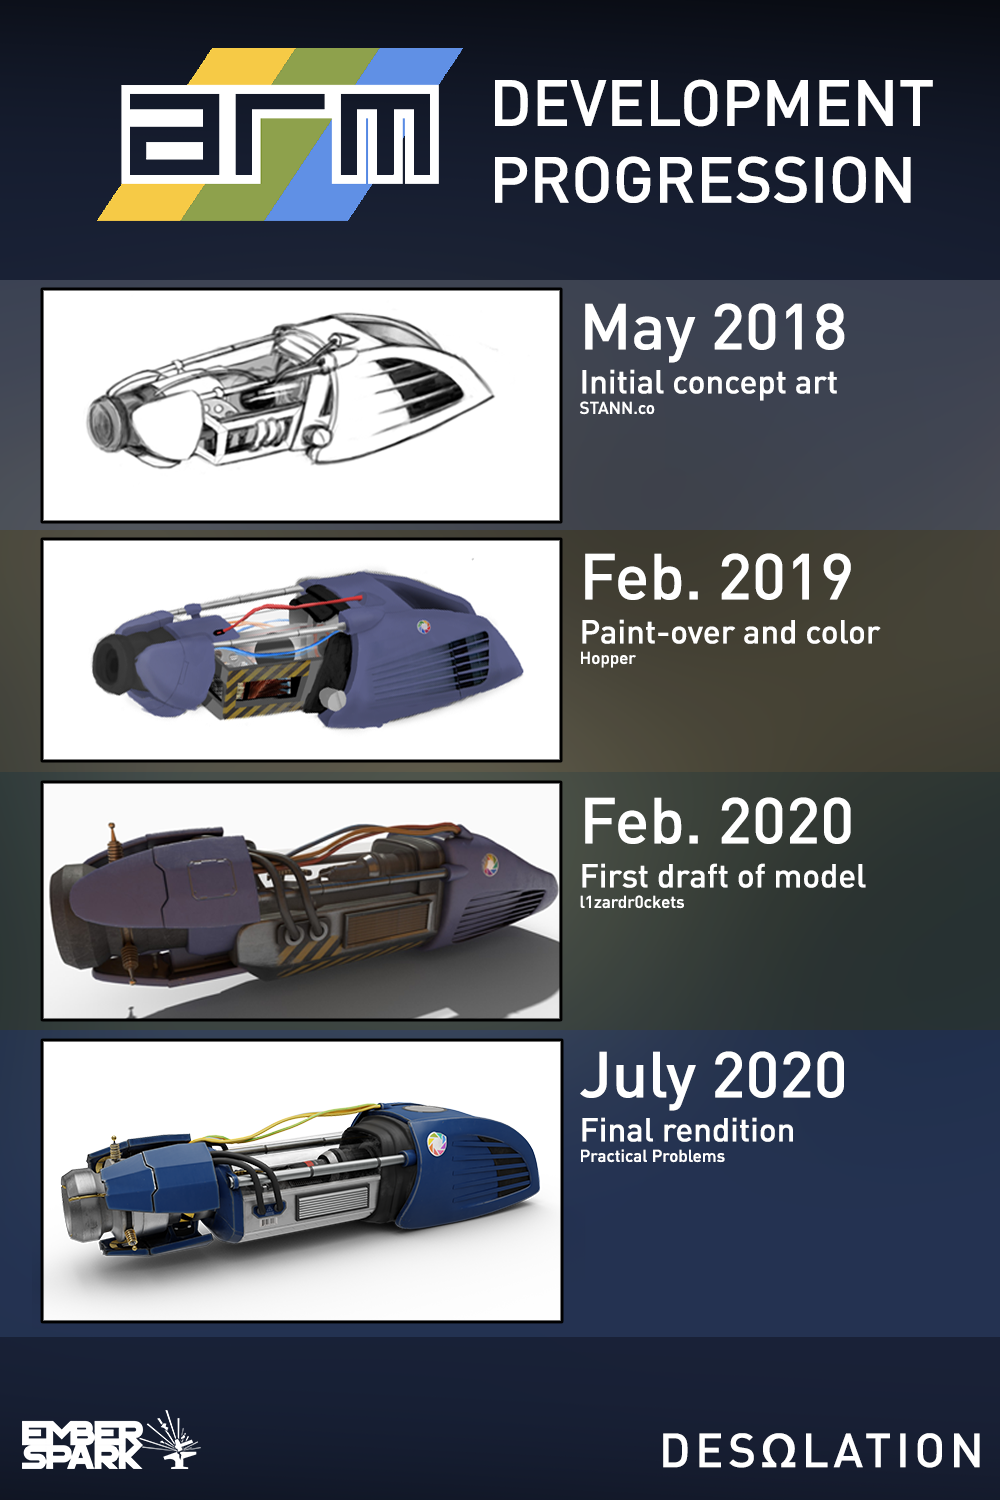 arm
DEVELOPMENT
PROGRESSION
May 2018
Initial concept art
STANN.co
Feb. 2019
Paint-over and color
Hopper
Feb. 2020
First draft of model
l1zardr0ckets
July 2020
Final rendition
Practical Problems
EMBER
SPARK
DESΩLATION